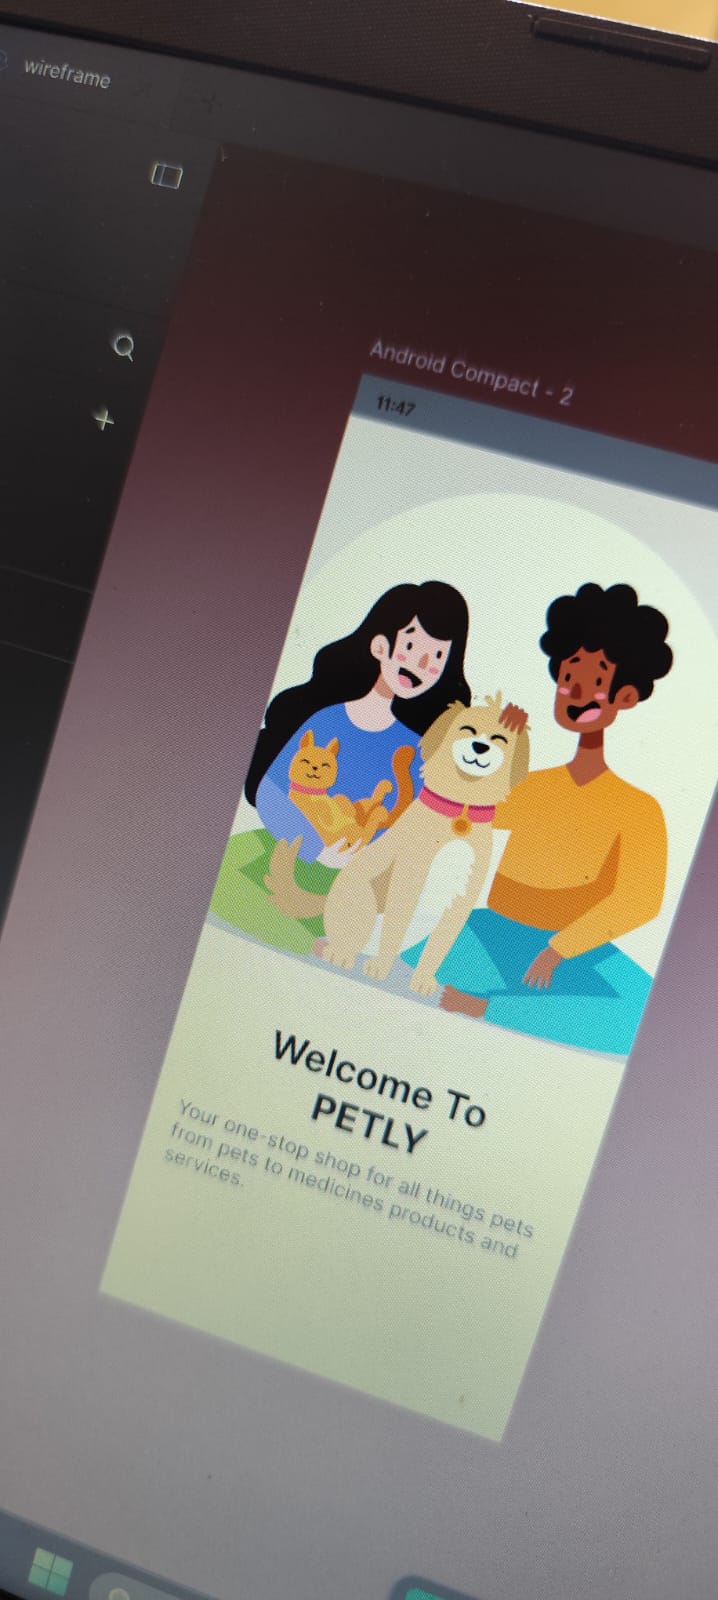 wireframe
Android Compact - 2
11:47
Welcome To
PETLY
Your one-stop shop for all things pets
from pets to medicines products and
services.